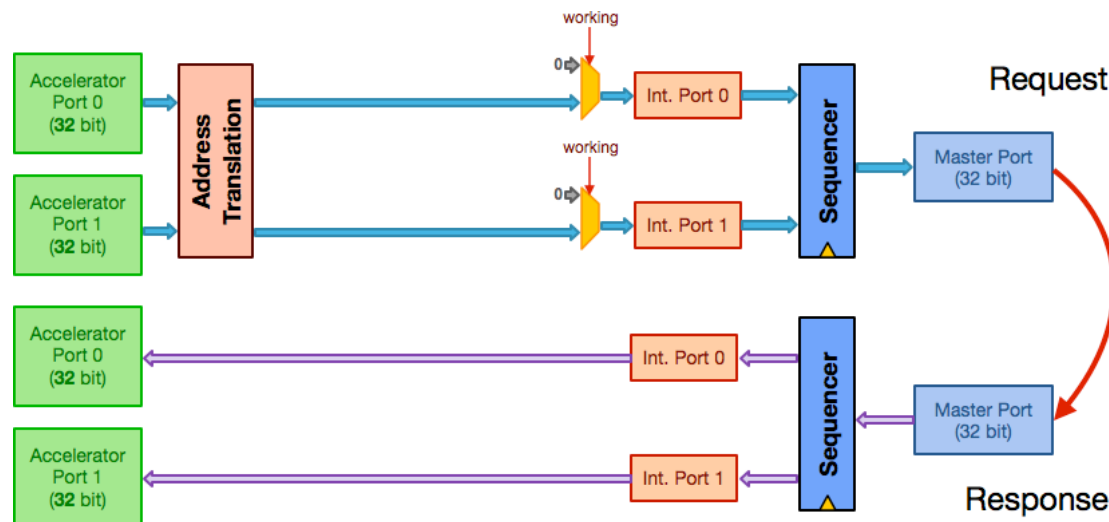 working
Accelerator
Port 0
(32 bit)
Address
Translation
0
Int. Port 0
Sequencer
Request
working
Accelerator
Port 1
(32 bit)
0
Int. Port 1
Master Port
(32 bit)
Accelerator
Port 0
(32 bit)
Int. Port 0
Sequencer
Master Port
(32 bit)
Accelerator
Port 1
(32 bit)
Int. Port 1
Response